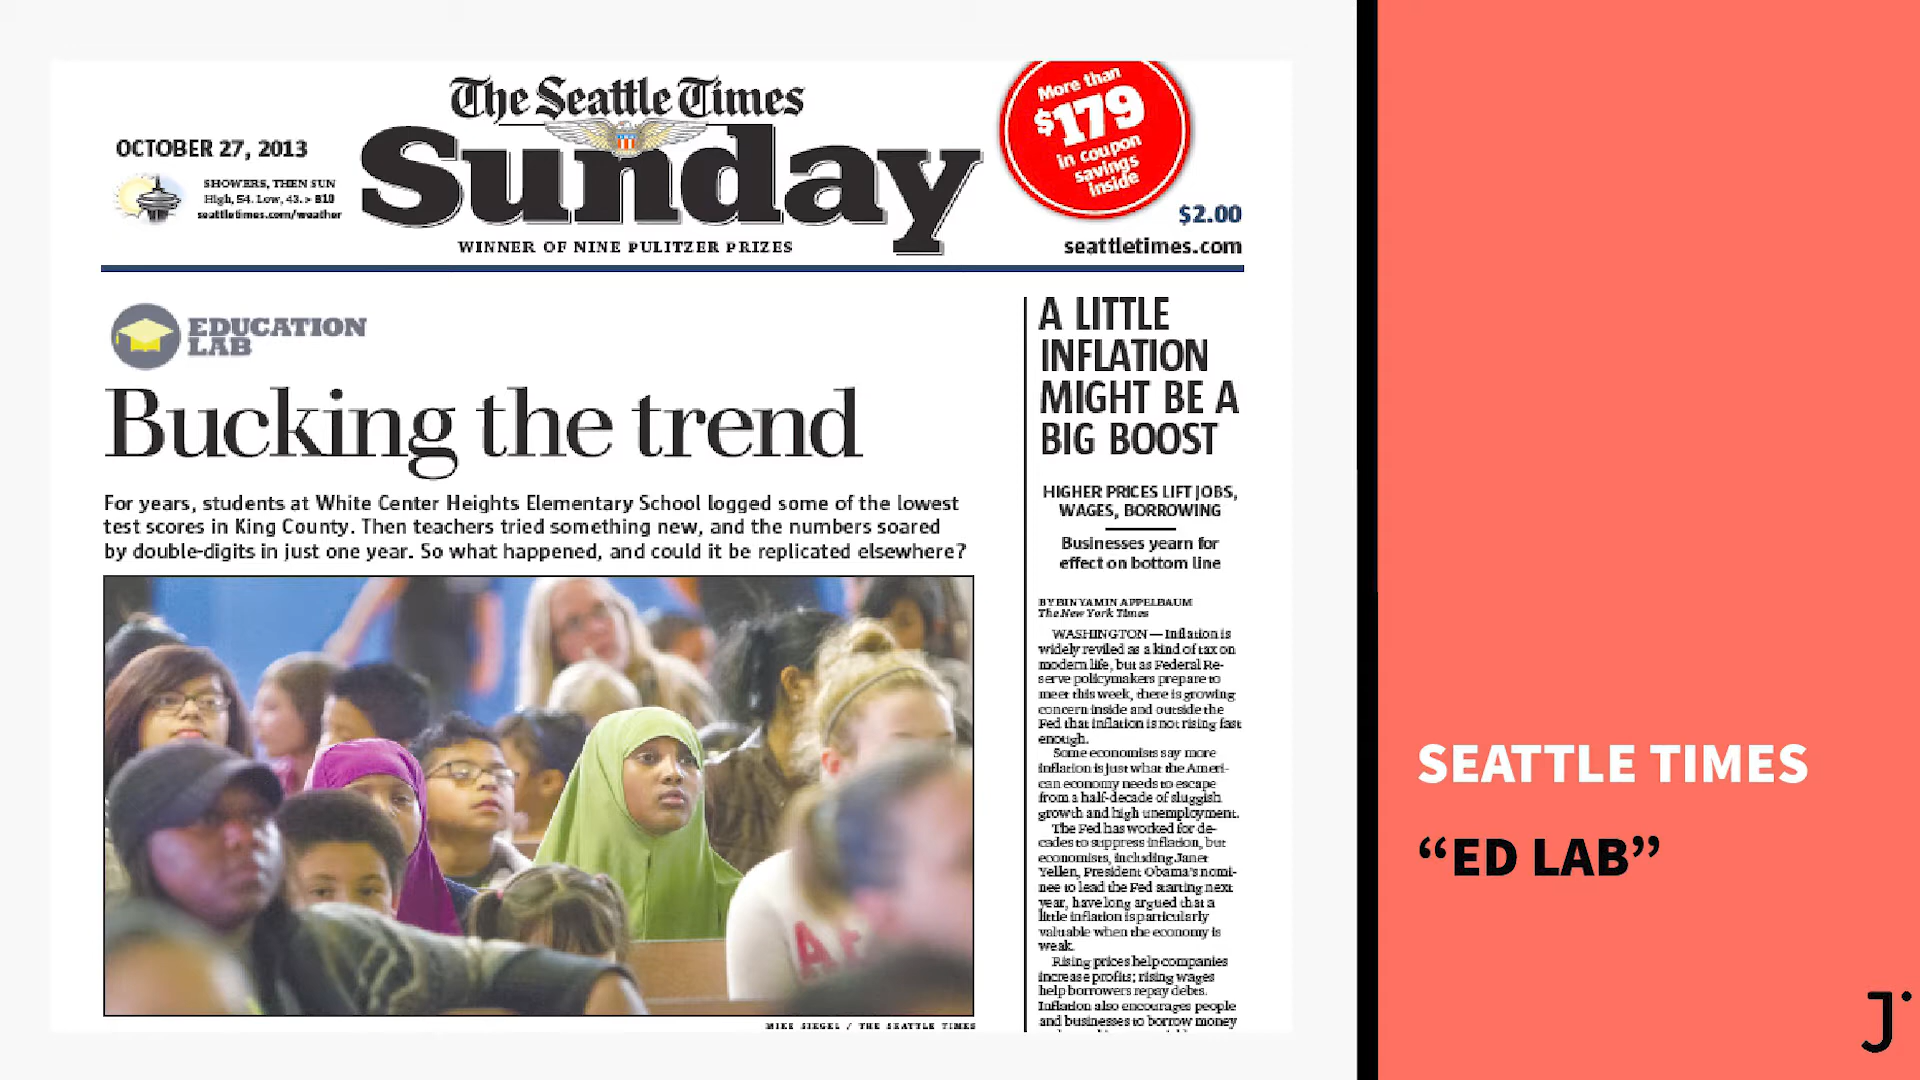 The Seattle Times
Sunday
WINNER OF NINE PULITZER PRIZES
OCTOBER 27, 2013
SHOWERS, THEN SUN
High, 54. Low, 43. > B10
seattletimes.com/weather
More than
$179
in coupon
savings
inside
$2.00
seattletimes.com
EDUCATION
LAB
Bucking the trend
For years, students at White Center Heights Elementary School logged some of the lowest
test scores in King County. Then teachers tried something new, and the numbers soared
by double-digits in just one year. So what happened, and could it be replicated elsewhere?
MIKE SIEGEL / THE SEATTLE TIMES
A LITTLE
INFLATION
MIGHT BE A
BIG BOOST
HIGHER PRICES LIFT JOBS,
WAGES, BORROWING
Businesses yearn for
effect on bottom line
BY BINYAMIN APPELBAUM
The New York Times
WASHINGTON — Inflation is
widely reviled as a kind of tax on
modern life, but as Federal Re-
serve policymakers prepare to
meet this week, there is growing
concern inside and outside the
Fed that inflation is not rising fast
enough.
Some economists say more
inflation is just what the Ameri-
can economy needs to escape
from a half-decade of sluggish
growth and high unemployment.
The Fed has worked for de-
cades to suppress inflation, but
economists, including Janet
Yellen, President Obama's nomi-
nee to lead the Fed starting next
year, have long argued that a
little inflation is particularly
valuable when the economy is
weak.
Rising prices help companies
increase profits; rising wages
help borrowers repay debts.
Inflation also encourages people
and businesses to borrow money
SEATTLE TIMES
“ED LAB”
J